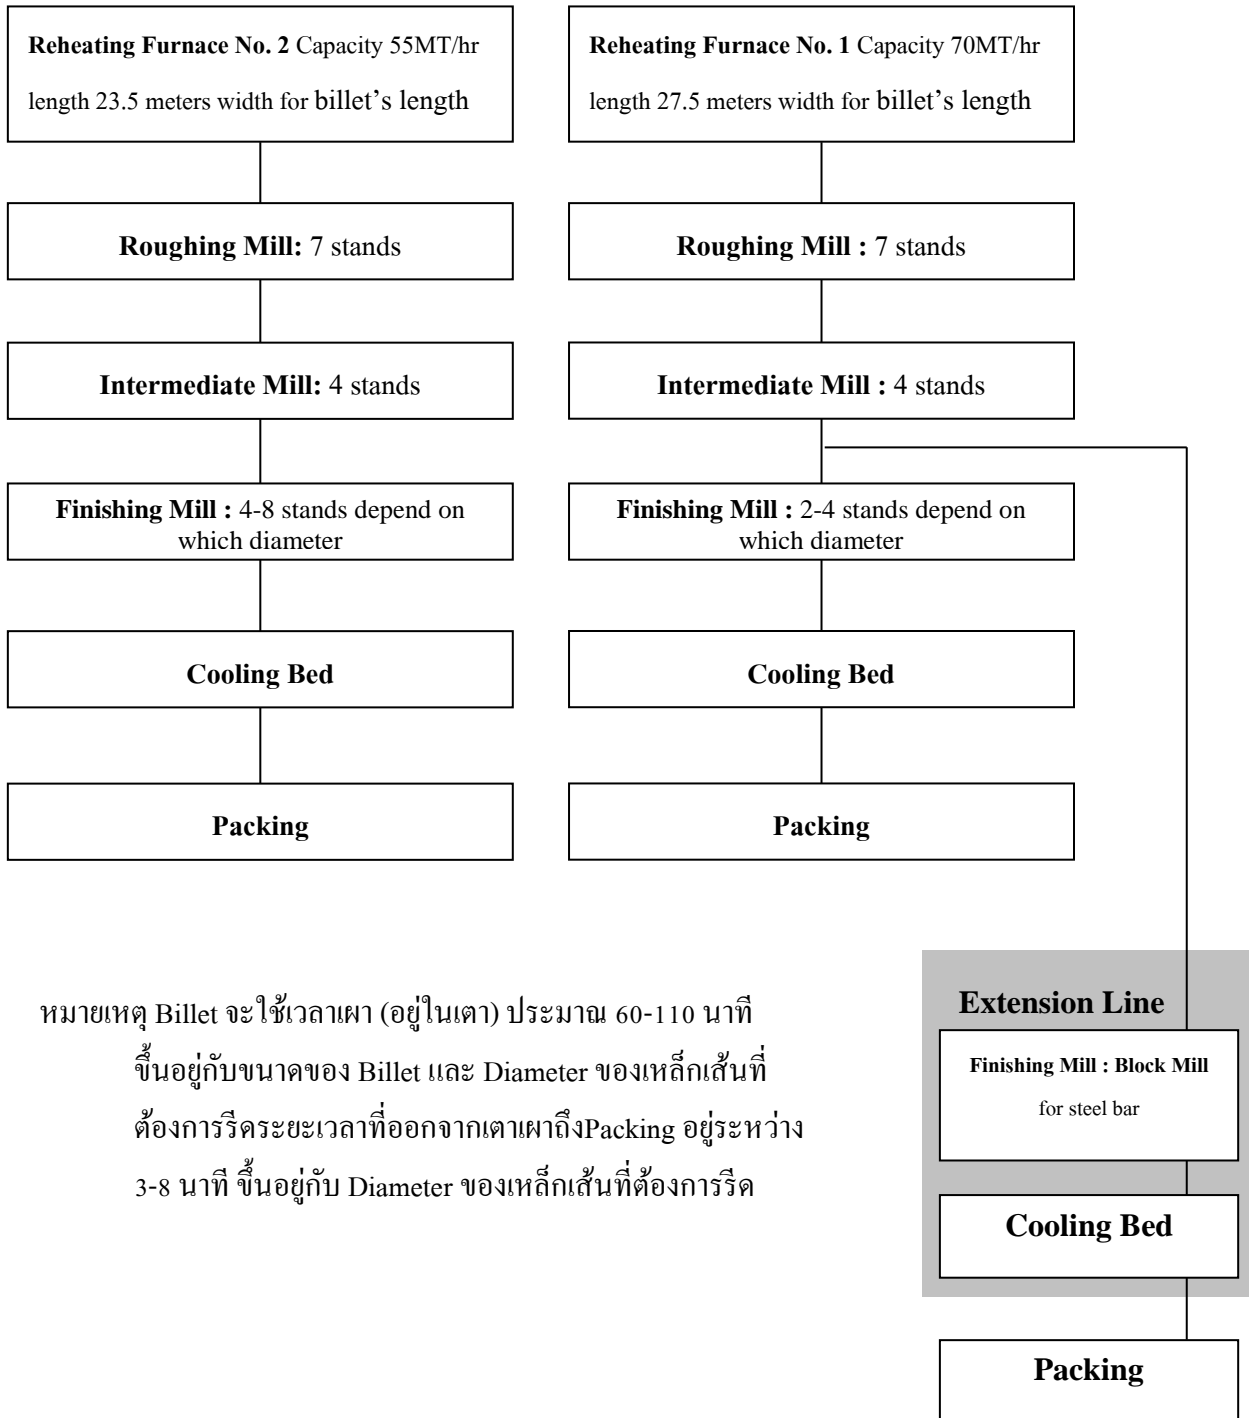 Reheating Furnace No. 2 Capacity 55MT/hr
length 23.5 meters width for billet’s length
Roughing Mill: 7 stands
Intermediate Mill: 4 stands
Finishing Mill : 4-8 stands depend on
which diameter
Cooling Bed
Packing
Reheating Furnace No. 1 Capacity 70MT/hr
length 27.5 meters width for billet’s length
Roughing Mill : 7 stands
Intermediate Mill : 4 stands
Finishing Mill : 2-4 stands depend on
which diameter
Cooling Bed
Packing
Extension Line
Finishing Mill : Block Mill
for steel bar
Cooling Bed
Packing
หมายเหตุ Billet จะใช้เวลาเผา (อยู่ในเตา) ประมาณ 60-110 นาที
ขึ้นอยู่กับขนาดของ Billet และ Diameter ของเหล็กเส้นที่
ต้องการรีดระยะเวลาที่ออกจากเตาเผาถึงPacking อยู่ระหว่าง
3-8 นาที ขึ้นอยู่กับ Diameter ของเหล็กเส้นที่ต้องการรีด